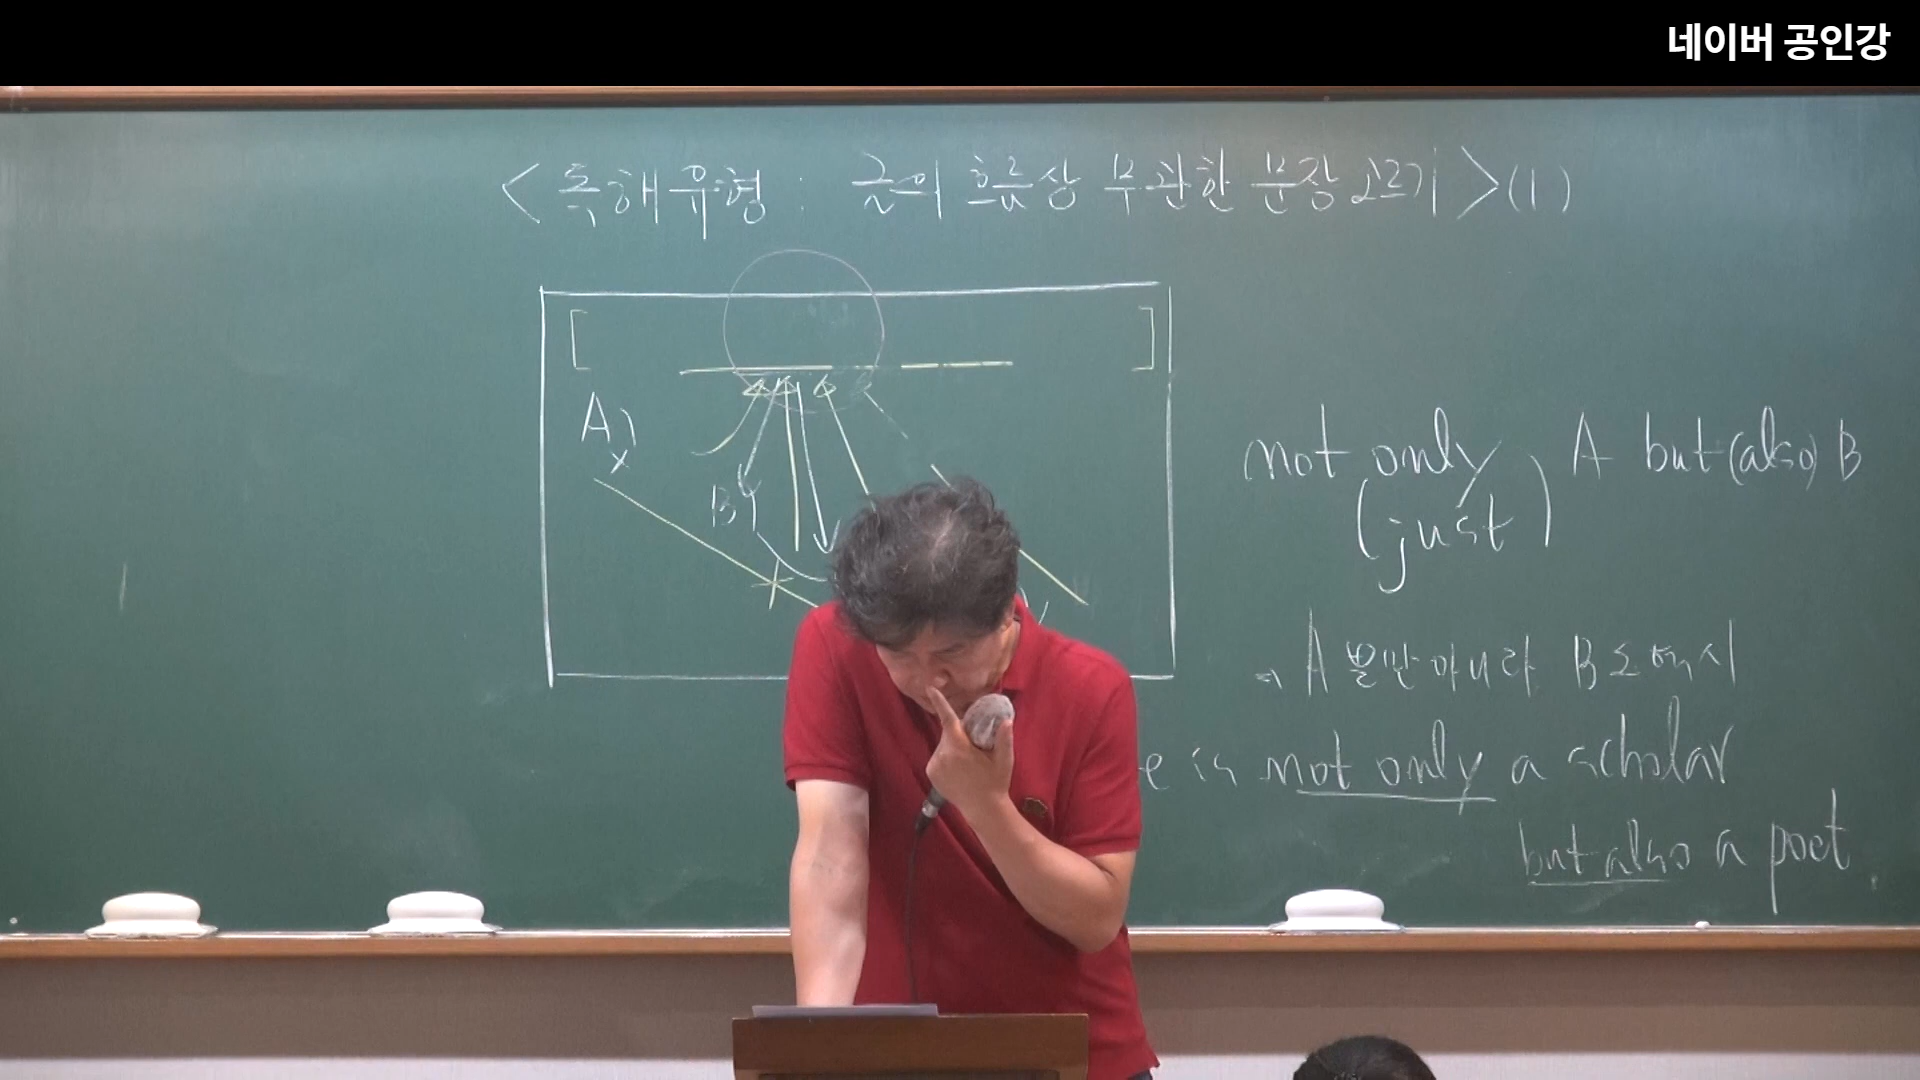 네이버 공인강
< 독해유형 : 글의 흐름상 무관한 문장 고르기 > (1)
A)
B)
not only A but (also) B
(just)
A 뿐만 아니라 B도 역시
e is not only a scholar
but also a poet.